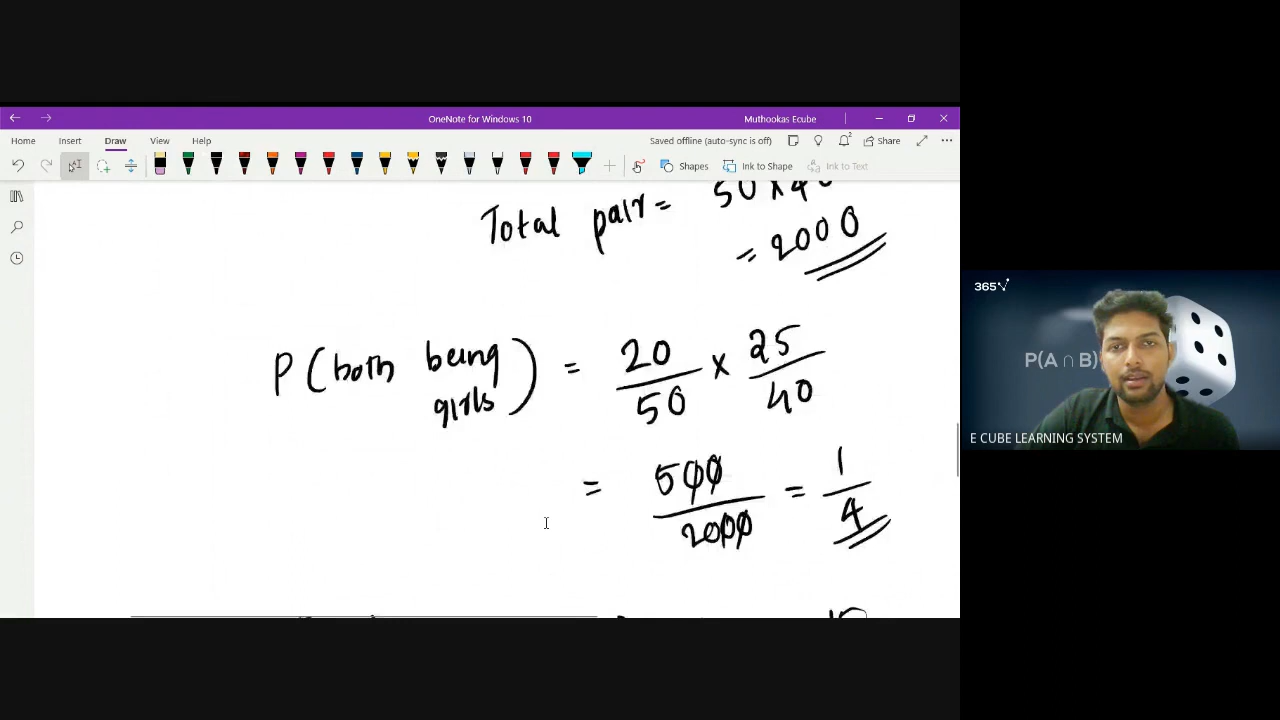 OneNote for Windows 10
Muthookas Ecube
Home Insert Draw View Help
Saved offline (auto-sync is off)
Share
Shapes
Ink to Shape
Ink to Text
Total pair = 50 x 40
= 2000
P(both being girls) = 20/50 x 25/40
= 500/2000 = 1/4
365
P(A ∩ B)
E CUBE LEARNING SYSTEM